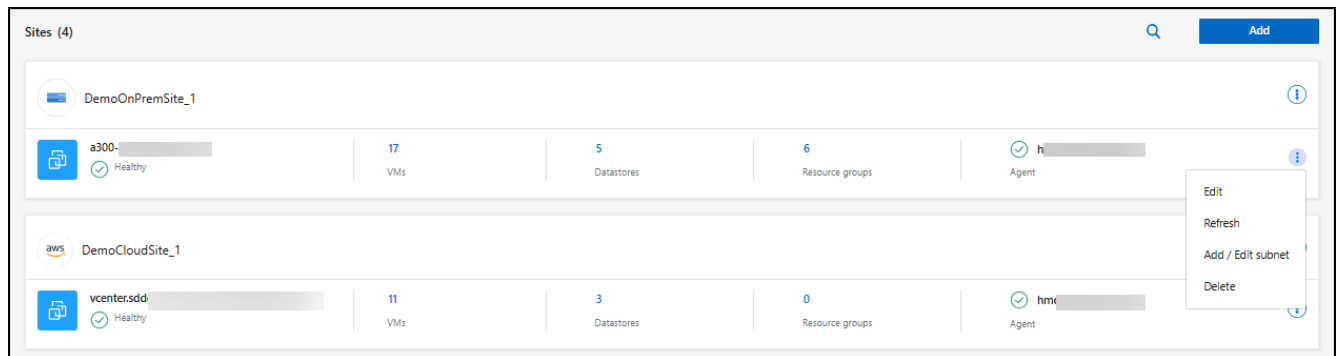 Sites (4)
Add
DemoOnPremSite_1
a300-
Healthy
17
VMs
5
Datastores
6
Resource groups
h
Agent
Edit
Refresh
Add / Edit subnet
Delete
aws
DemoCloudSite_1
vcenter.sdd
Healthy
11
VMs
3
Datastores
0
Resource groups
hm
Agent